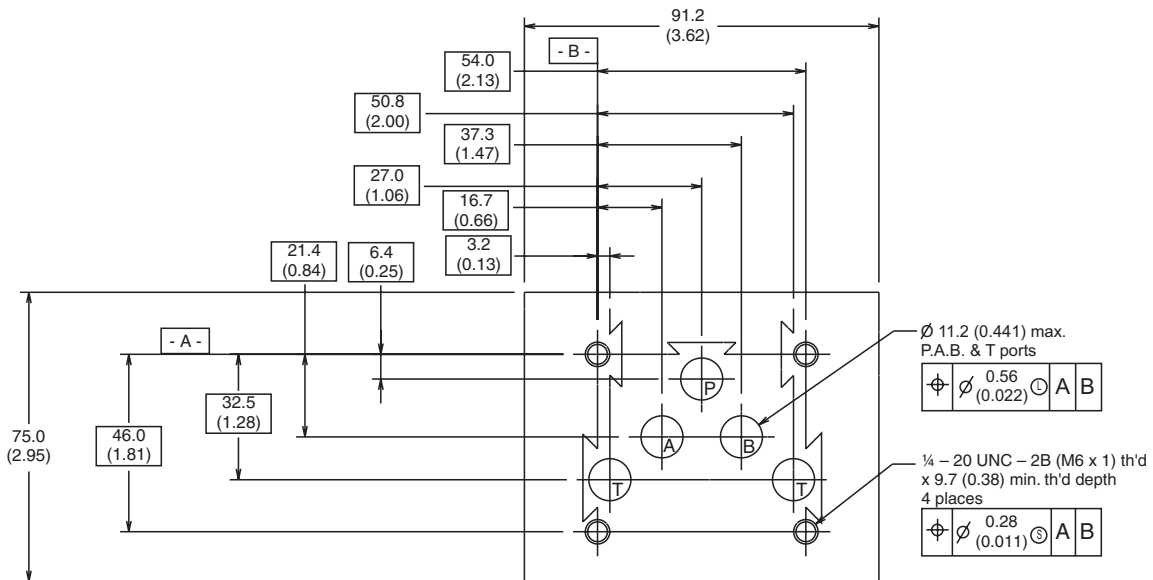 91.2
(3.62)
- B -
54.0
(2.13)
50.8
(2.00)
37.3
(1.47)
27.0
(1.06)
16.7
(0.66)
3.2
(0.13)
21.4
(0.84)
6.4
(0.25)
- A -
Ø 11.2 (0.441) max.
P.A.B. & T ports
⌖ Ø 0.56 (0.022) Ⓛ A B
P
32.5
(1.28)
75.0
(2.95)
46.0
(1.81)
A
B
T
T
¼ – 20 UNC – 2B (M6 x 1) th'd
x 9.7 (0.38) min. th'd depth
4 places
⌖ Ø 0.28 (0.011) Ⓢ A B